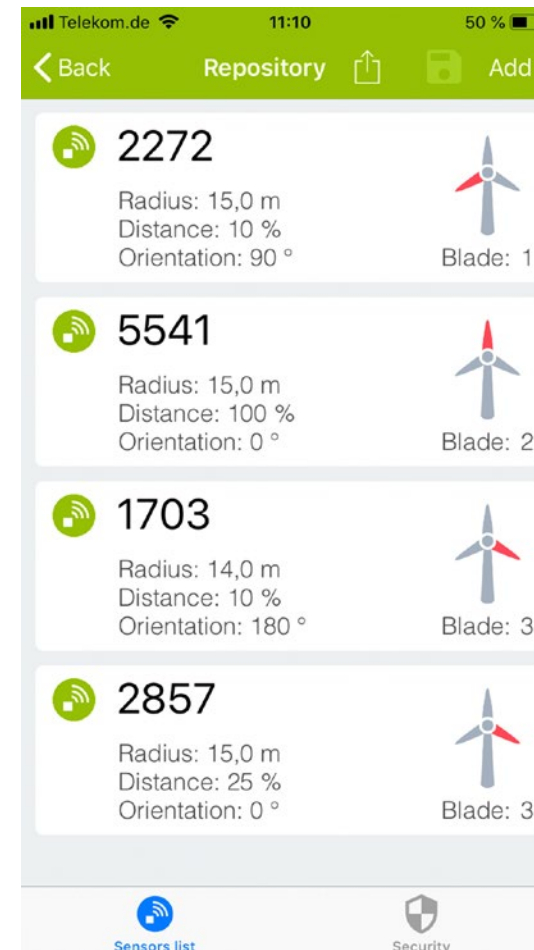 Telekom.de 11:10 50 %
Back Repository Add
2272
Radius: 15,0 m
Distance: 10 %
Orientation: 90 °
Blade: 1
5541
Radius: 15,0 m
Distance: 100 %
Orientation: 0 °
Blade: 2
1703
Radius: 14,0 m
Distance: 10 %
Orientation: 180 °
Blade: 3
2857
Radius: 15,0 m
Distance: 25 %
Orientation: 0 °
Blade: 3
Sensors list Security